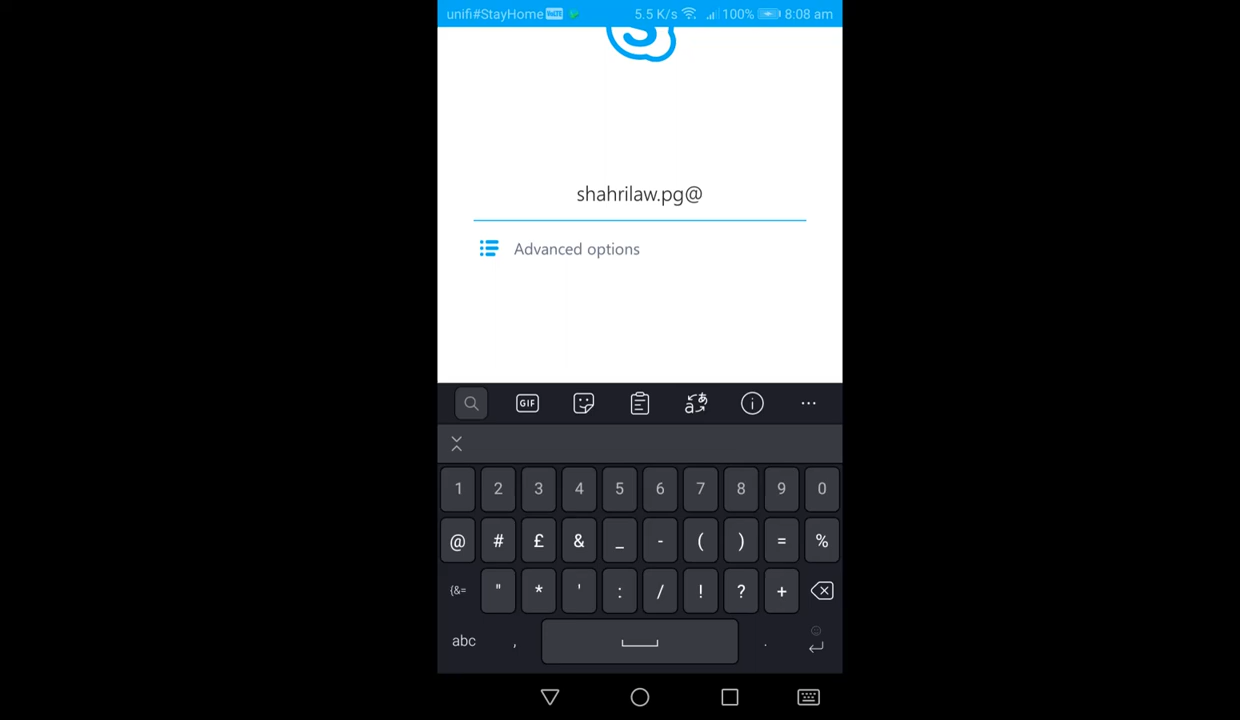 unifi#StayHome VoLTE 5.5 K/s 100% 8:08 am
S
shahrilaw.pg@
Advanced options
GIF
1 2 3 4 5 6 7 8 9 0
@ # £ & _ - ( ) = %
{&= " * ' : / ! ? +
abc , .